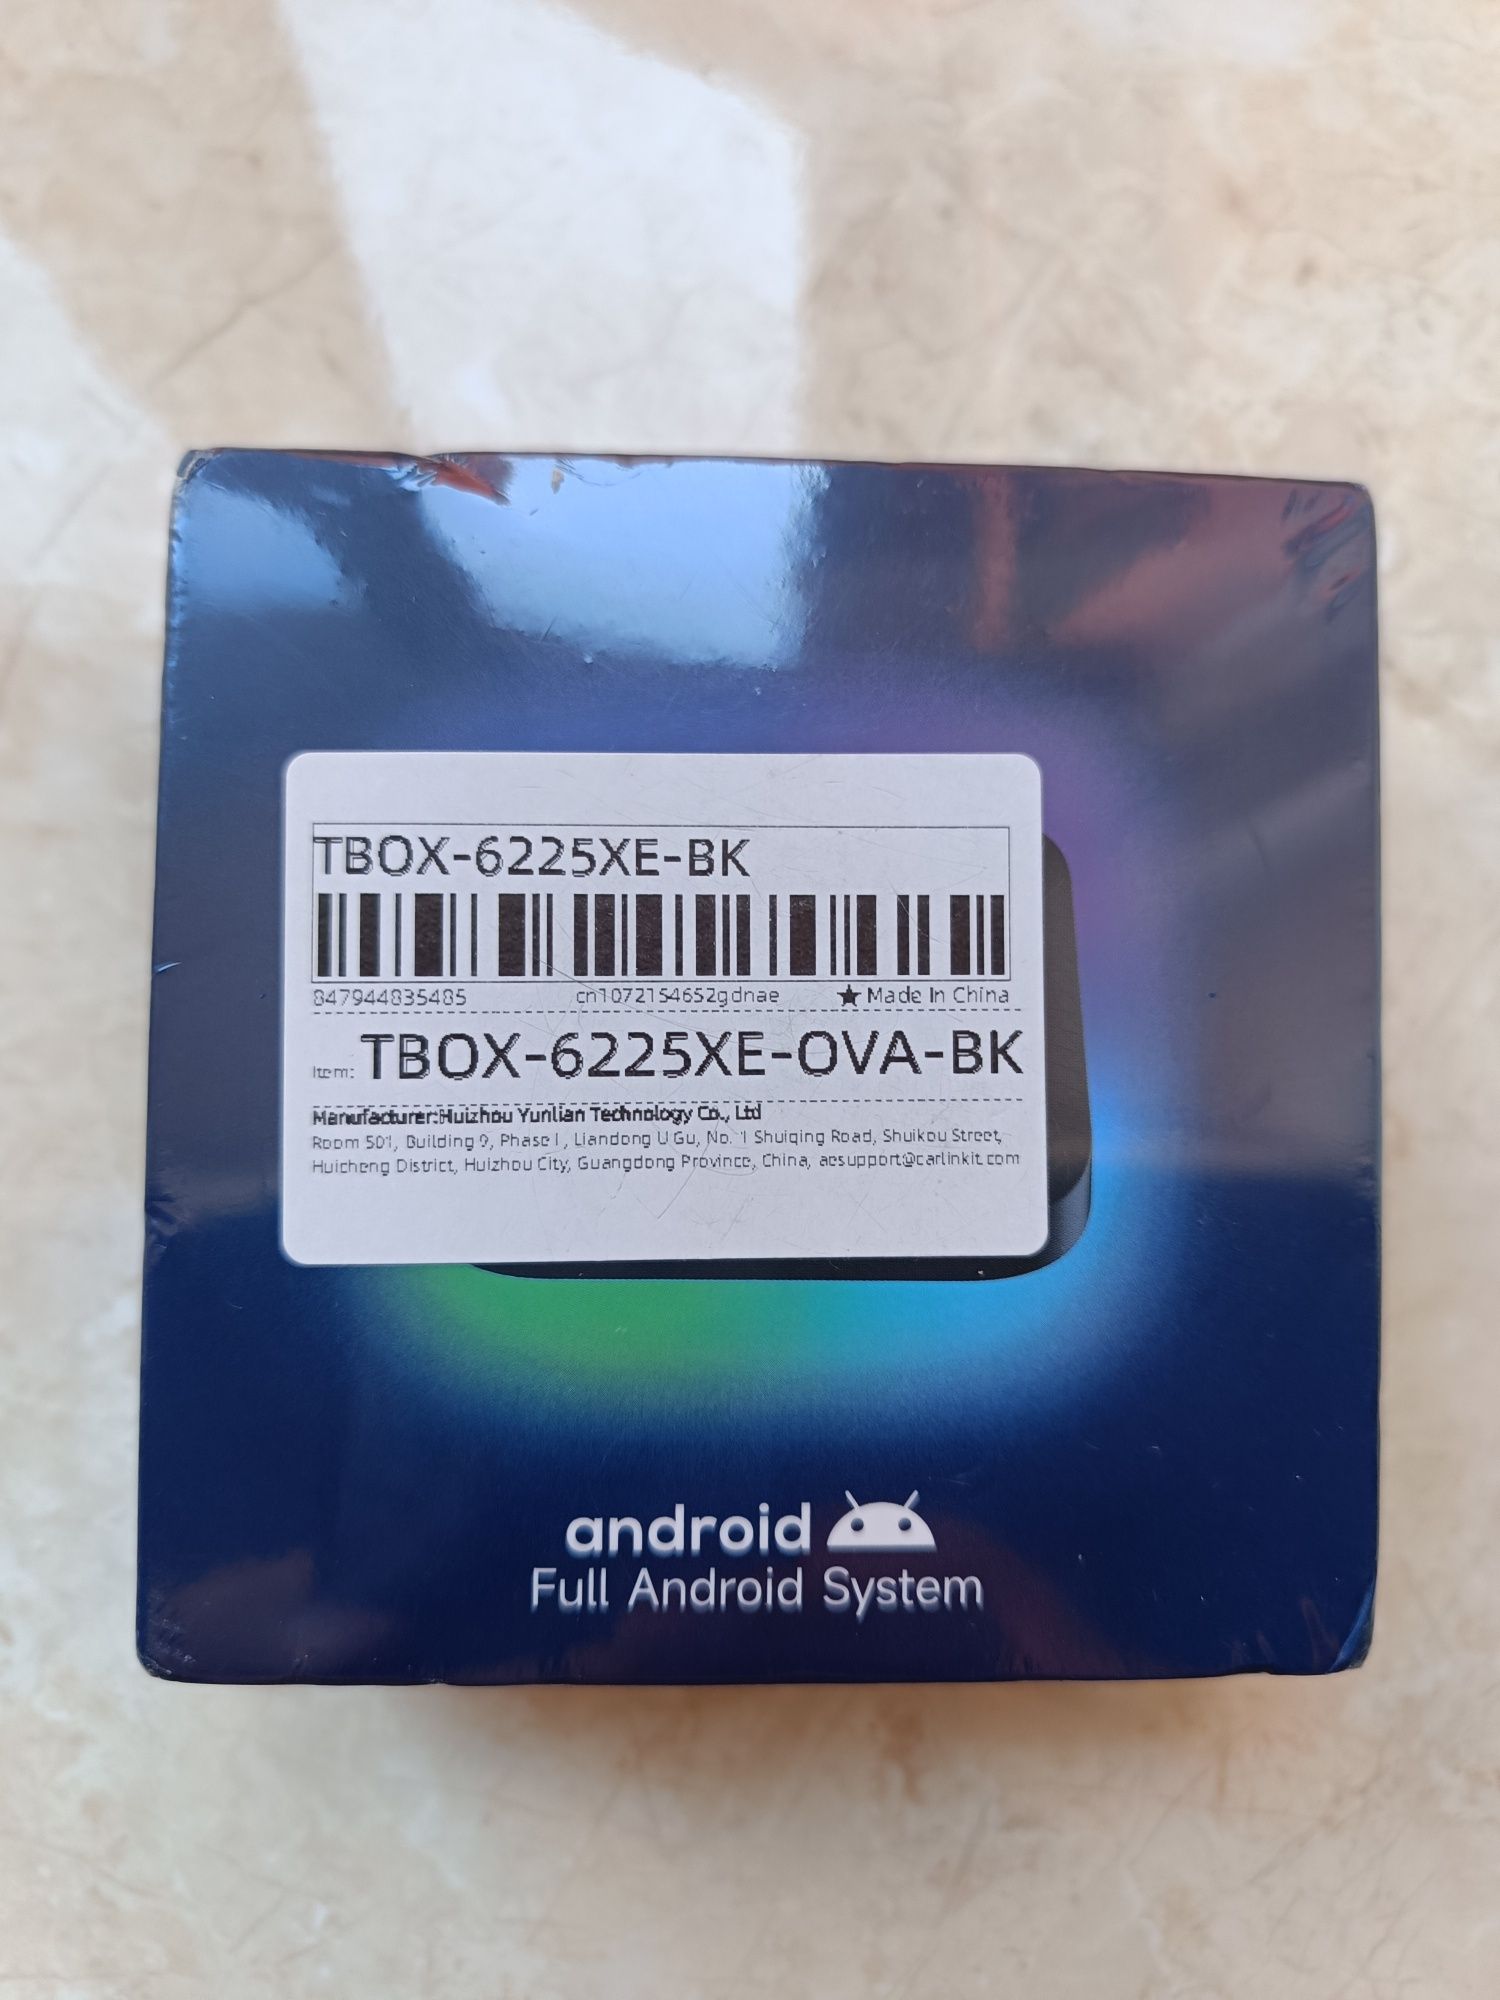 TBOX-6225XE-BK
847944835485 cn1072154652gdnae ★ Made In China
Item: TBOX-6225XE-OVA-BK
Manufacturer:Huizhou Yunlian Technology Co., Ltd
Room 501, Building 9, Phase I, Liandong U Gu, No. 1 Shuiqing Road, Shuikou Street,
Huicheng District, Huizhou City, Guangdong Province, China, aesupport@carlinkit.com
android
Full Android System